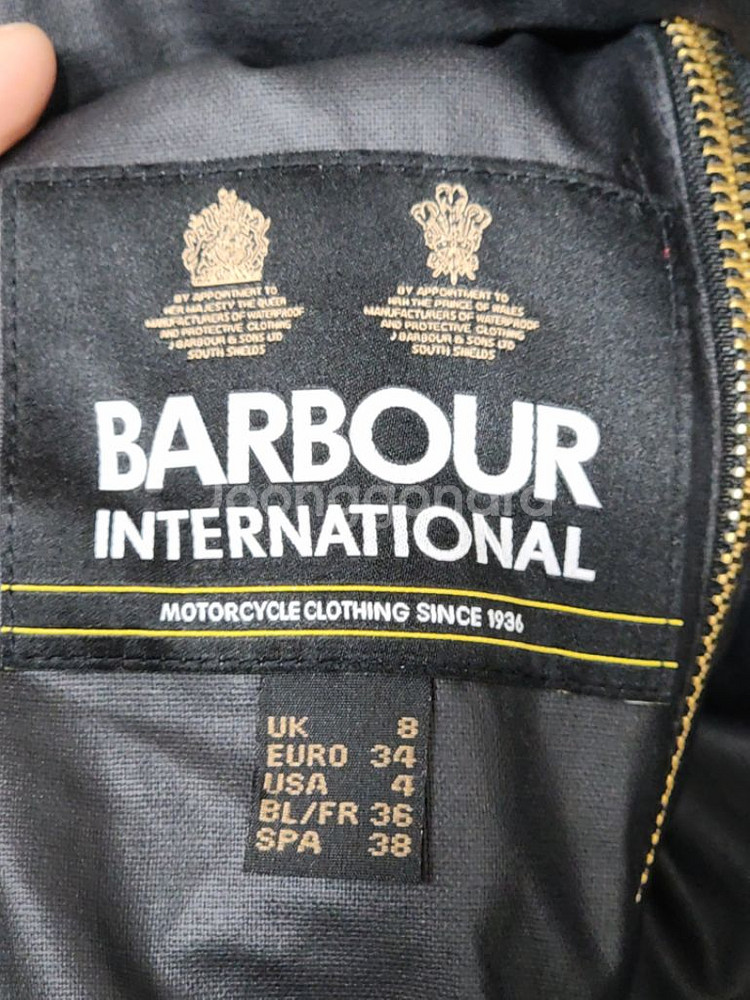 BY APPOINTMENT TO
HER MAJESTY THE QUEEN
MANUFACTURERS OF WATERPROOF
AND PROTECTIVE CLOTHING
J BARBOUR & SONS LTD
SOUTH SHIELDS
BY APPOINTMENT TO
HRH THE PRINCE OF WALES
MANUFACTURERS OF WATERPROOF
AND PROTECTIVE CLOTHING
J BARBOUR & SONS LTD
SOUTH SHIELDS
BARBOUR
Joonggonara
INTERNATIONAL
MOTORCYCLE CLOTHING SINCE 1936
UK 8
EURO 34
USA 4
BL/FR 36
SPA 38